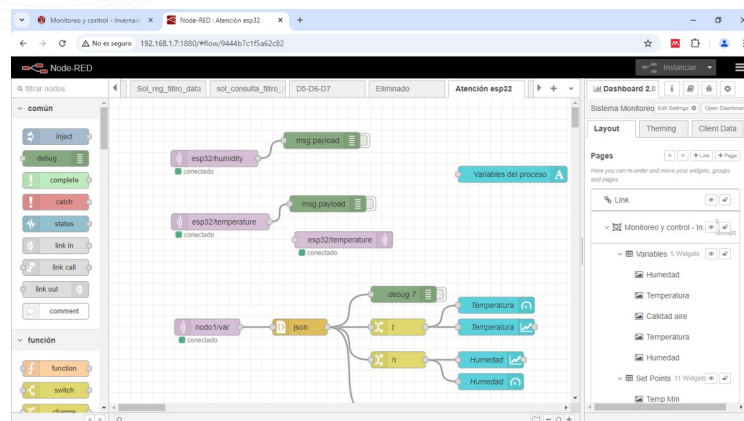 Monitoreo y control - Invernade
Node-RED : Atención esp32
No es seguro
192.168.1.7:1880/#flow/9444b7c1f5a62c82
Node-RED
Instanciar
filtrar nodos
Sol_reg_filtro_data
sol_consulta_filtro_
D5-D6-D7
Eliminado
Atención esp32
Dashboard 2.0
común
inject
debug
complete
catch
status
link in
link call
link out
comment
función
function
switch
change
esp32/humidity
conectado
msg.payload
Variables del proceso
esp32/temperature
conectado
msg.payload
esp32/temperature
conectado
nodo1/var
conectado
json
debug 7
t
Temperatura
Temperatura
h
Humedad
Humedad
Sistema Monitoreo
Edit Settings
Open Dashboard
Layout
Theming
Client Data
Pages
+ Link
+ Page
Here you can re-order and move your widgets, groups
and pages.
Link
Monitoreo y control - In.
Variables 5 Widgets
Humedad
Temperatura
Calidad aire
Temperatura
Humedad
Set Points 11 Widgets
Temp Min